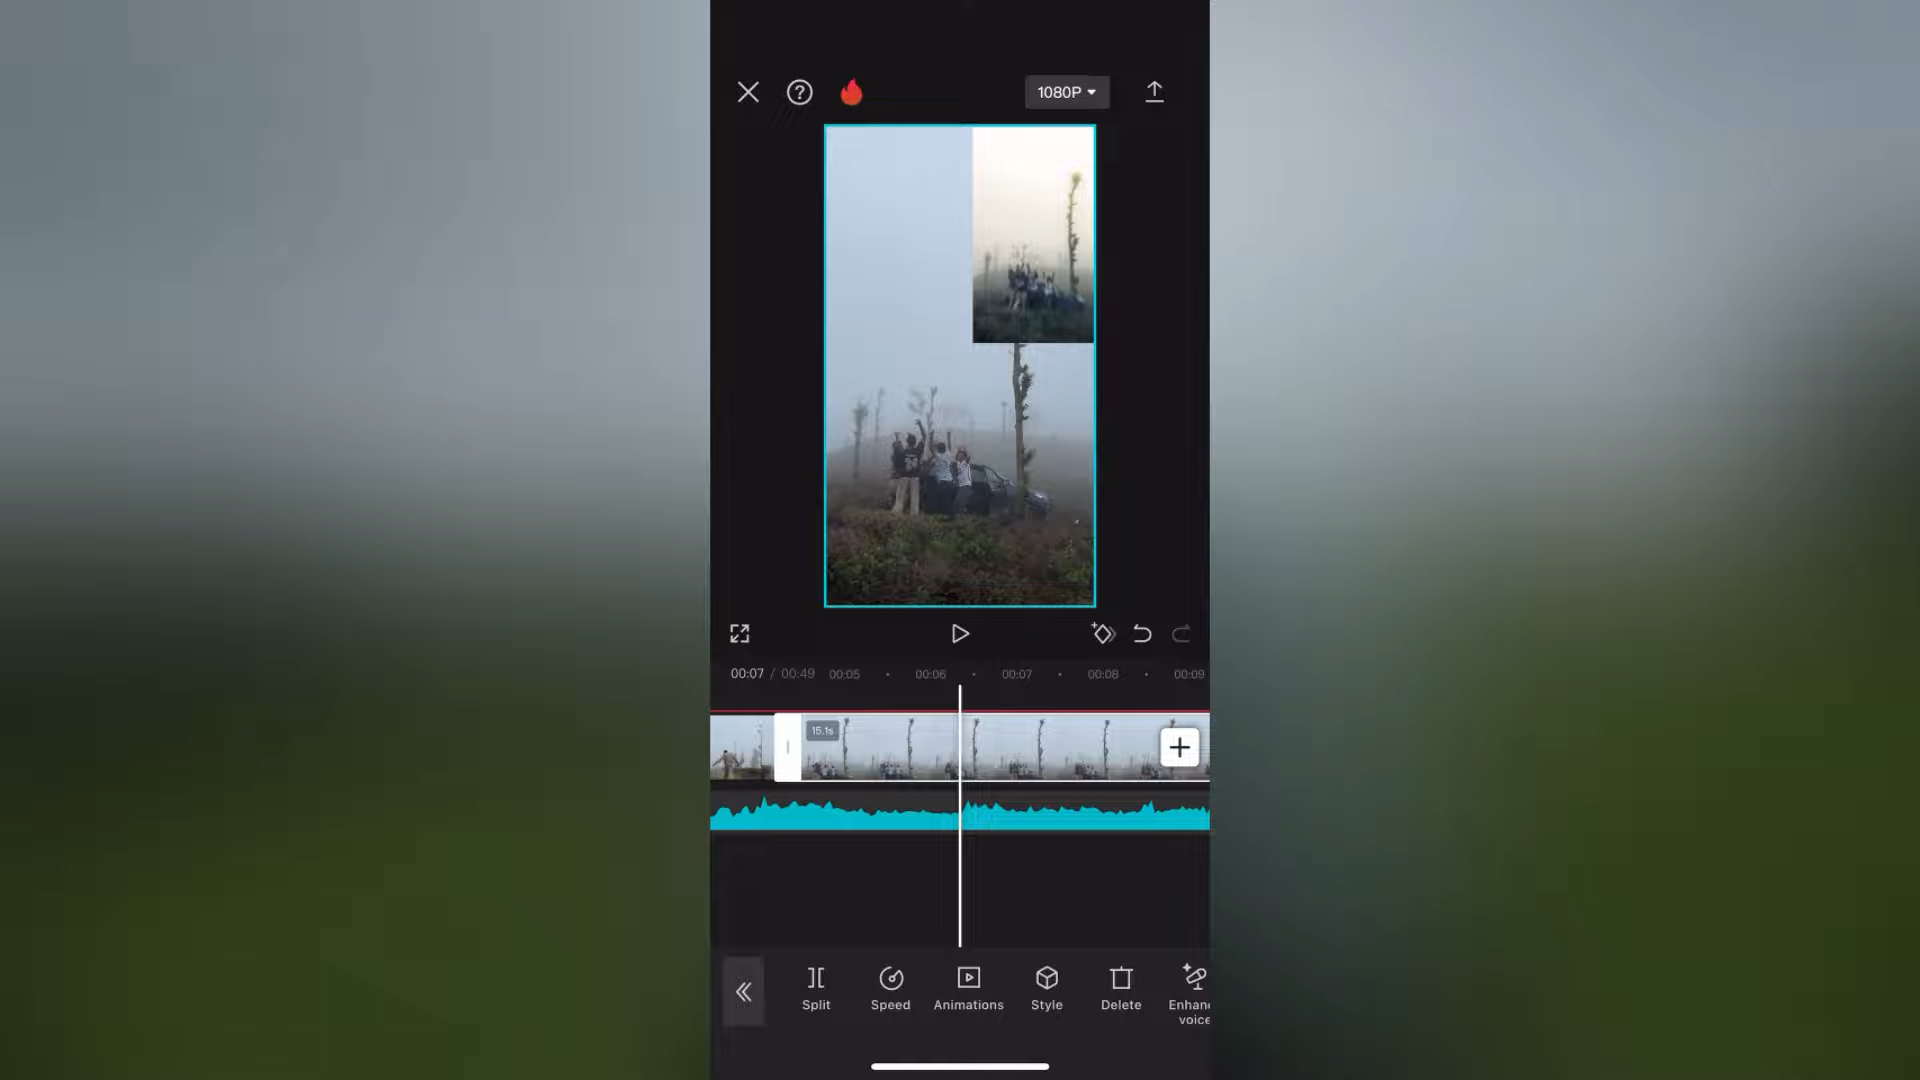 1080P
00:07 / 00:49 00:05 00:06 00:07 00:08 00:09
15.1s
Split Speed Animations Style Delete Enhan
voice